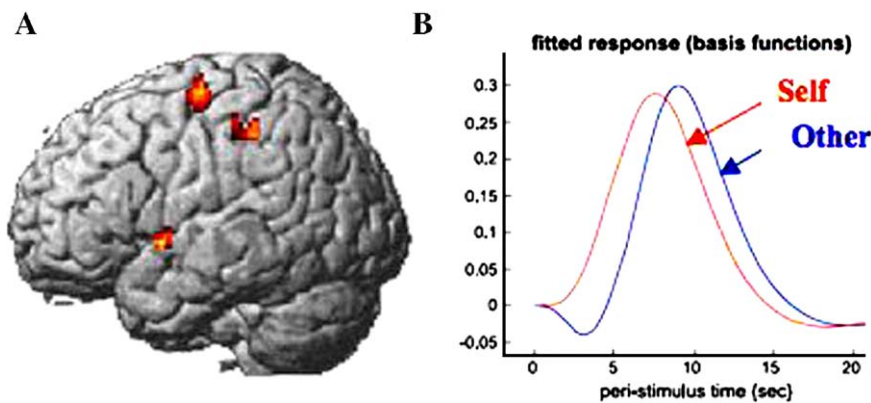 A
B
fitted response (basis functions)
Self
Other
0.3
0.25
0.2
0.15
0.1
0.05
0
-0.05
0
5
10
15
20
peri-stimulus time {sec}